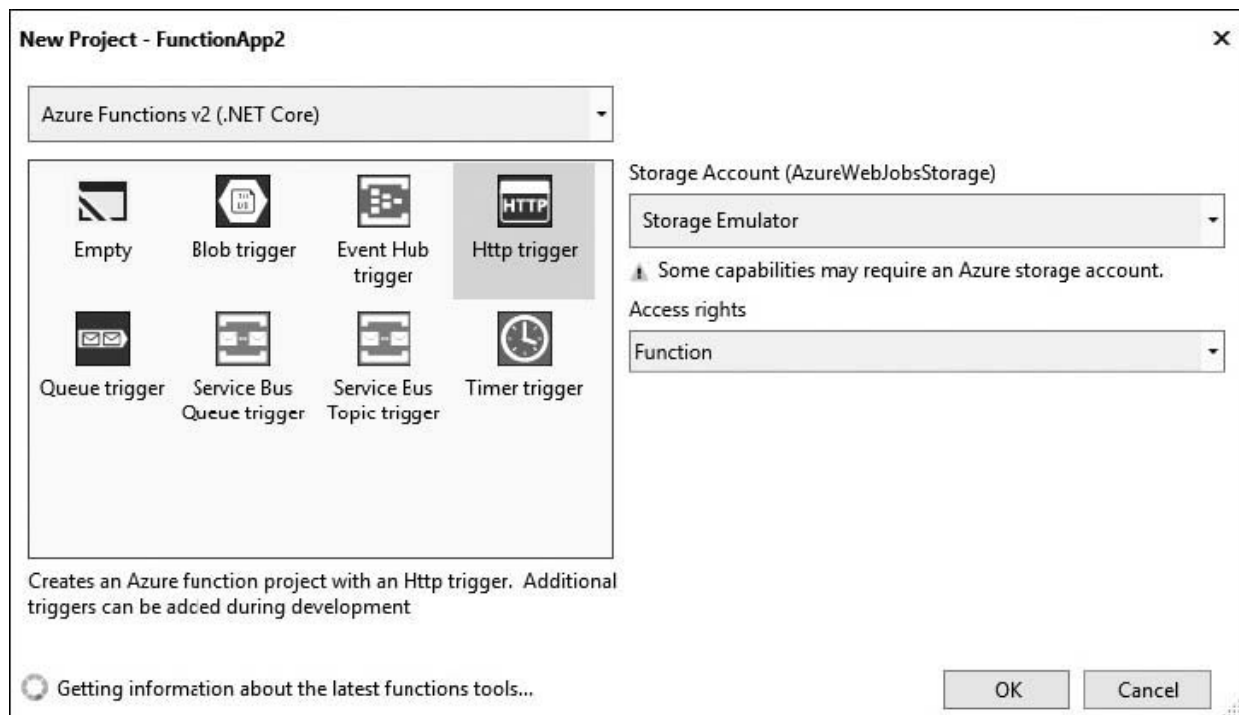 New Project - FunctionApp2
Azure Functions v2 (.NET Core)
Empty
Blob trigger
Event Hub
trigger
HTTP
Http trigger
Queue trigger
Service Bus
Queue trigger
Service Bus
Topic trigger
Timer trigger
Storage Account (AzureWebJobsStorage)
Storage Emulator
Some capabilities may require an Azure storage account.
Access rights
Function
Creates an Azure function project with an Http trigger. Additional
triggers can be added during development
Getting information about the latest functions tools...
OK
Cancel